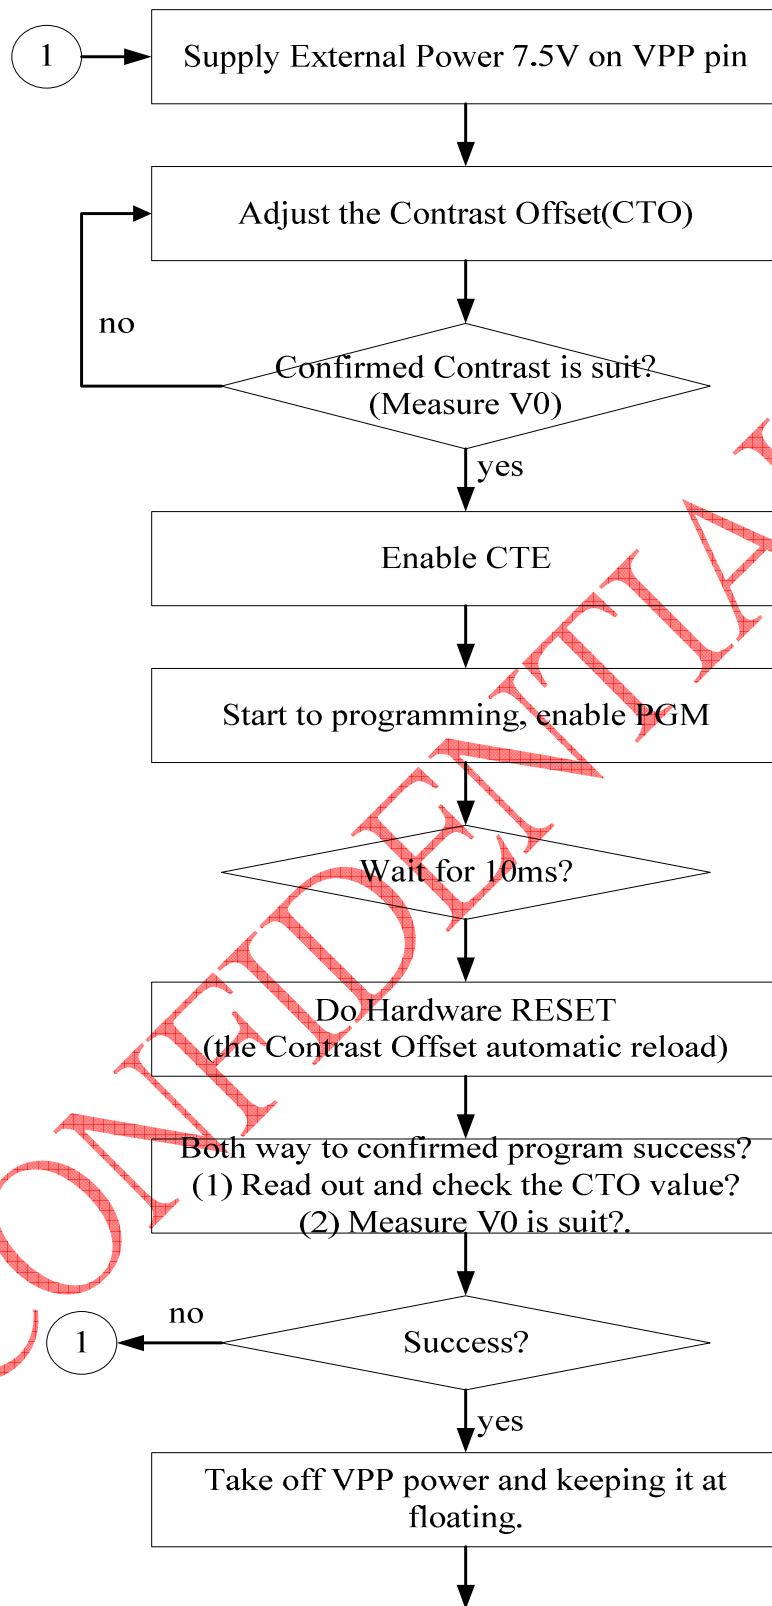 1
Supply External Power 7.5V on VPP pin
Adjust the Contrast Offset(CTO)
no
Confirmed Contrast is suit?
(Measure V0)
yes
Enable CTE
Start to programming, enable PGM
Wait for 10ms?
Do Hardware RESET
(the Contrast Offset automatic reload)
Both way to confirmed program success?
(1) Read out and check the CTO value?
(2) Measure V0 is suit?.
no
1
Success?
yes
Take off VPP power and keeping it at
floating.
CONFIDENTIAL